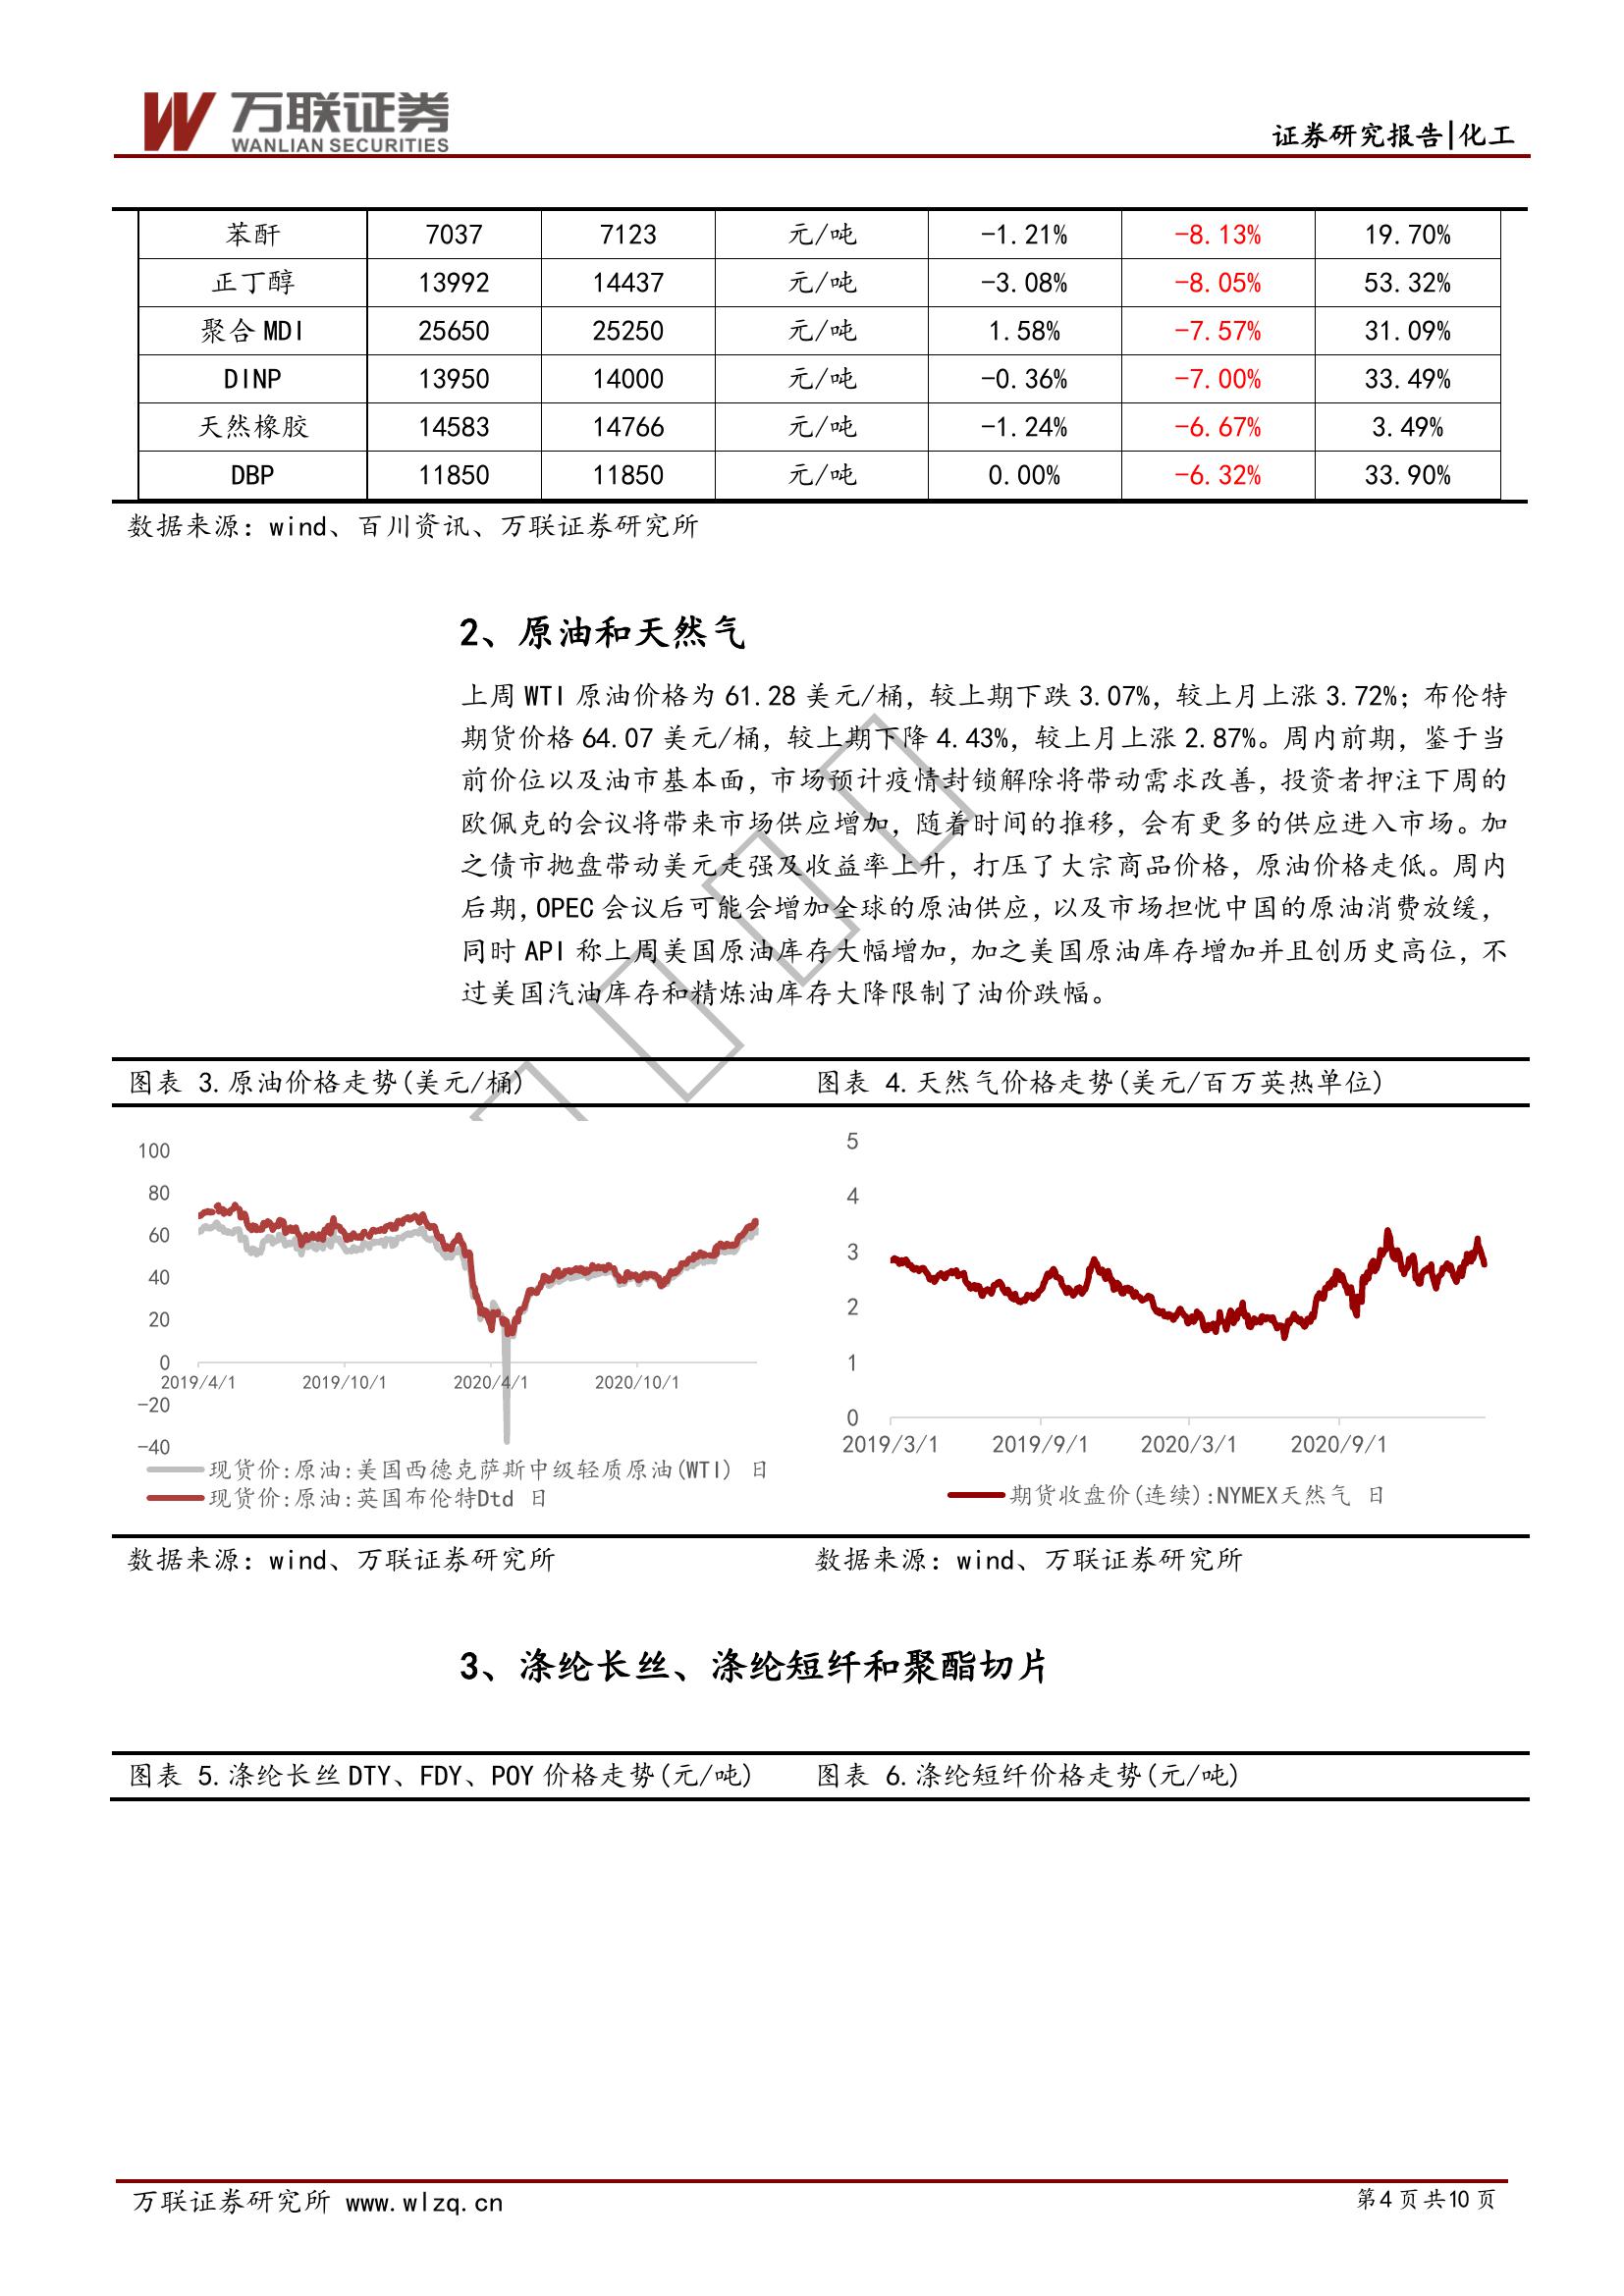 万联证券
WANLIAN SECURITIES
证券研究报告|化工
苯酐 7037 7123 元/吨 -1.21% -8.13% 19.70%
正丁醇 13992 14437 元/吨 -3.08% -8.05% 53.32%
聚合 MDI 25650 25250 元/吨 1.58% -7.57% 31.09%
DINP 13950 14000 元/吨 -0.36% -7.00% 33.49%
天然橡胶 14583 14766 元/吨 -1.24% -6.67% 3.49%
DBP 11850 11850 元/吨 0.00% -6.32% 33.90%
数据来源：wind、百川资讯、万联证券研究所
2、原油和天然气
上周 WTI 原油价格为 61.28 美元/桶，较上期下跌 3.07%，较上月上涨 3.72%；布伦特
期货价格 64.07 美元/桶，较上期下降 4.43%，较上月上涨 2.87%。周内前期，鉴于当
前价位以及油市基本面，市场预计疫情封锁解除将带动需求改善，投资者押注下周的
欧佩克的会议将带来市场供应增加，随着时间的推移，会有更多的供应进入市场。加
之债市抛盘带动美元走强及收益率上升，打压了大宗商品价格，原油价格走低。周内
后期，OPEC 会议后可能会增加全球的原油供应，以及市场担忧中国的原油消费放缓，
同时 API 称上周美国原油库存大幅增加，加之美国原油库存增加并且创历史高位，不
过美国汽油库存和精炼油库存大降限制了油价跌幅。
图表 3.原油价格走势(美元/桶)
100
80
60
40
20
0
-20
-40
2019/4/1 2019/10/1 2020/4/1 2020/10/1
现货价:原油:美国西德克萨斯中级轻质原油(WTI) 日
现货价:原油:英国布伦特Dtd 日
图表 4.天然气价格走势(美元/百万英热单位)
5
4
3
2
1
0
2019/3/1 2019/9/1 2020/3/1 2020/9/1
期货收盘价(连续):NYMEX天然气 日
数据来源：wind、万联证券研究所
数据来源：wind、万联证券研究所
3、涤纶长丝、涤纶短纤和聚酯切片
图表 5.涤纶长丝 DTY、FDY、POY 价格走势(元/吨)
图表 6.涤纶短纤价格走势(元/吨)
万联证券研究所 www.wlzq.cn
第4页共10页